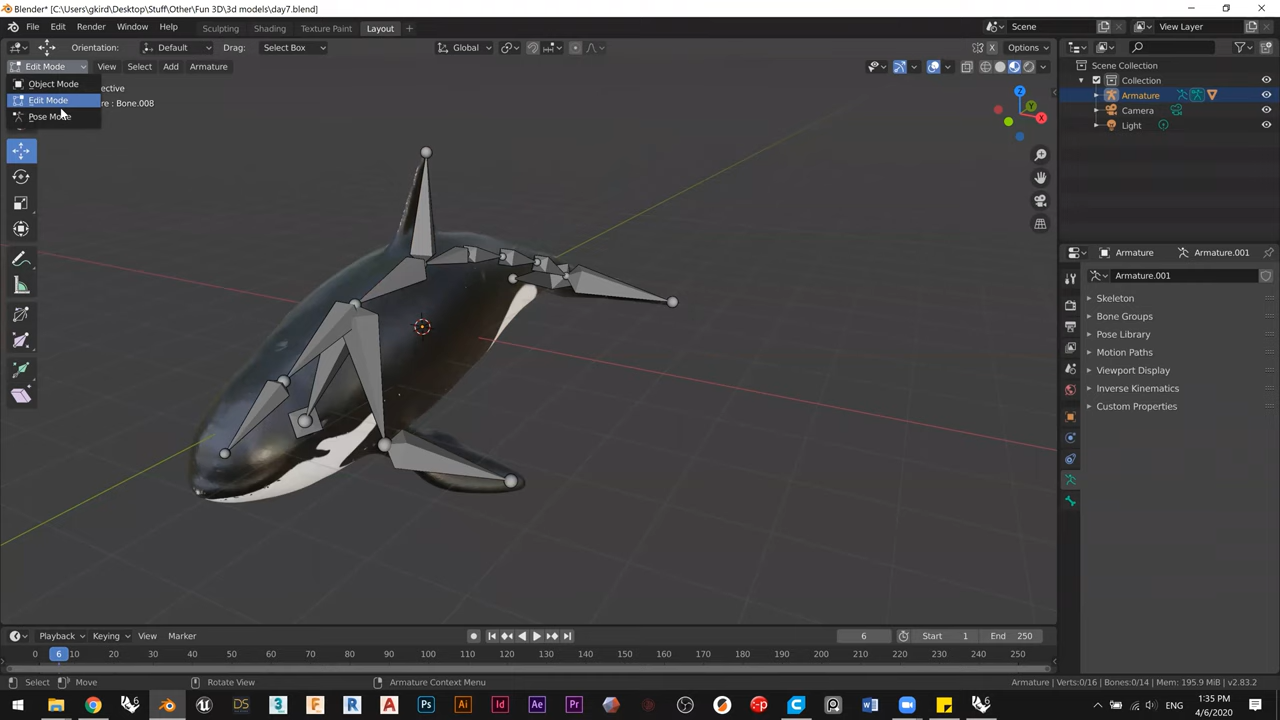 Blender* [C:\Users\gkird\Desktop\Stuff\Other\Fun 3D\3d models\day7.blend]
File Edit Render Window Help Sculpting Shading Texture Paint Layout + Scene View Layer
Orientation: Default Drag: Select Box Global Options
Edit Mode View Select Add Armature
Object Mode
Edit Mode
Pose Mode
ective
re : Bone.008
Z
Y
X
Scene Collection
Collection
Armature
Camera
Light
Armature Armature.001
Armature.001
Skeleton
Bone Groups
Pose Library
Motion Paths
Viewport Display
Inverse Kinematics
Custom Properties
Playback Keying View Marker 6 Start 1 End 250
0 6 20 30 40 50 60 70 80 90 100 110 120 130 140 150 160 170 180 190 200 210 220 230 240 250
Select Move Rotate View Armature Context Menu Armature | Verts:0/16 | Bones:0/14 | Mem: 195.9 MiB | v2.83.2
DS 3 F R A Ps Ai Id Ae Pr W ENG 1:35 PM
4/6/2020